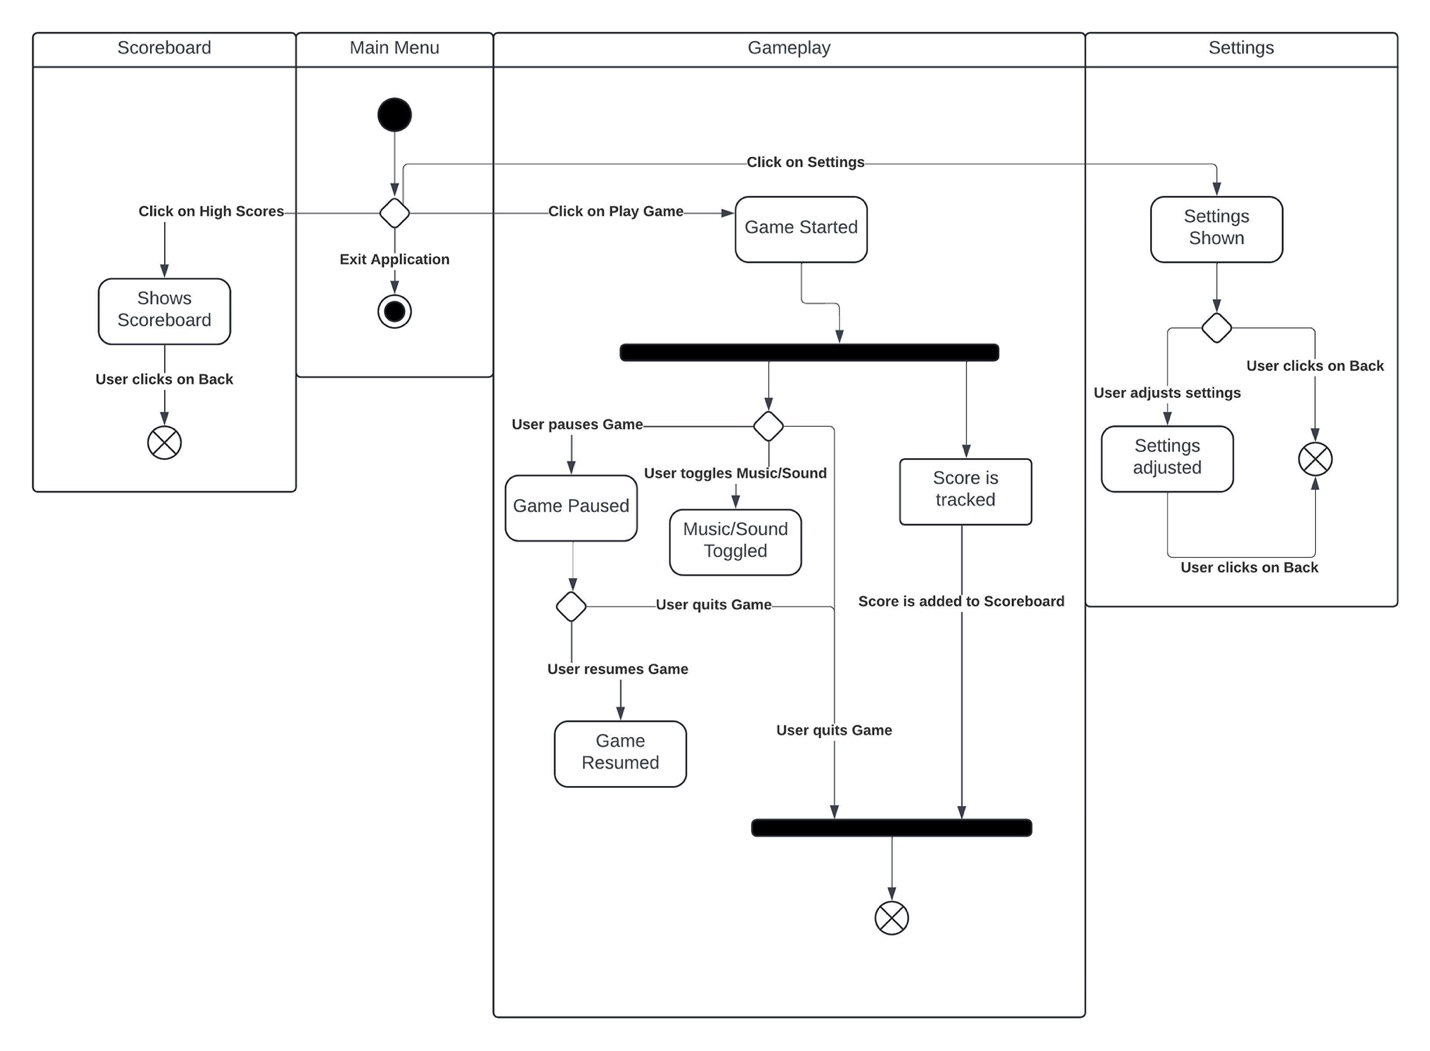 Scoreboard
Main Menu
Gameplay
Settings
Click on Settings
Click on High Scores
Click on Play Game
Game Started
Settings
Shown
Exit Application
Shows
Scoreboard
User clicks on Back
User clicks on Back
User adjusts settings
User pauses Game
User toggles Music/Sound
Settings
adjusted
Score is
tracked
Game Paused
Music/Sound
Toggled
User clicks on Back
User quits Game
Score is added to Scoreboard
User resumes Game
User quits Game
Game
Resumed